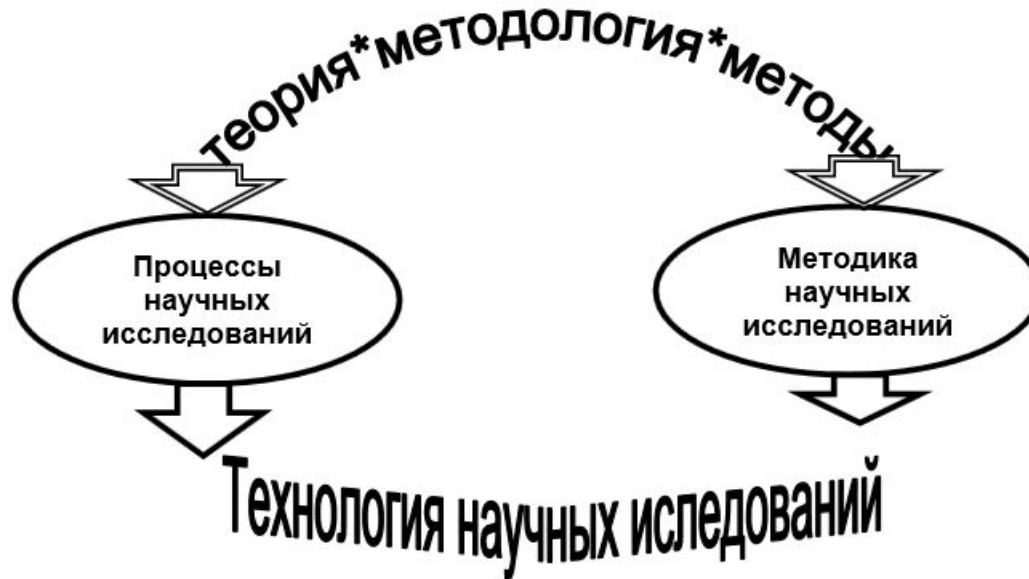 теория*методология*методы
Процессы
научных
исследований
Методика
научных
исследований
Технология научных иследований